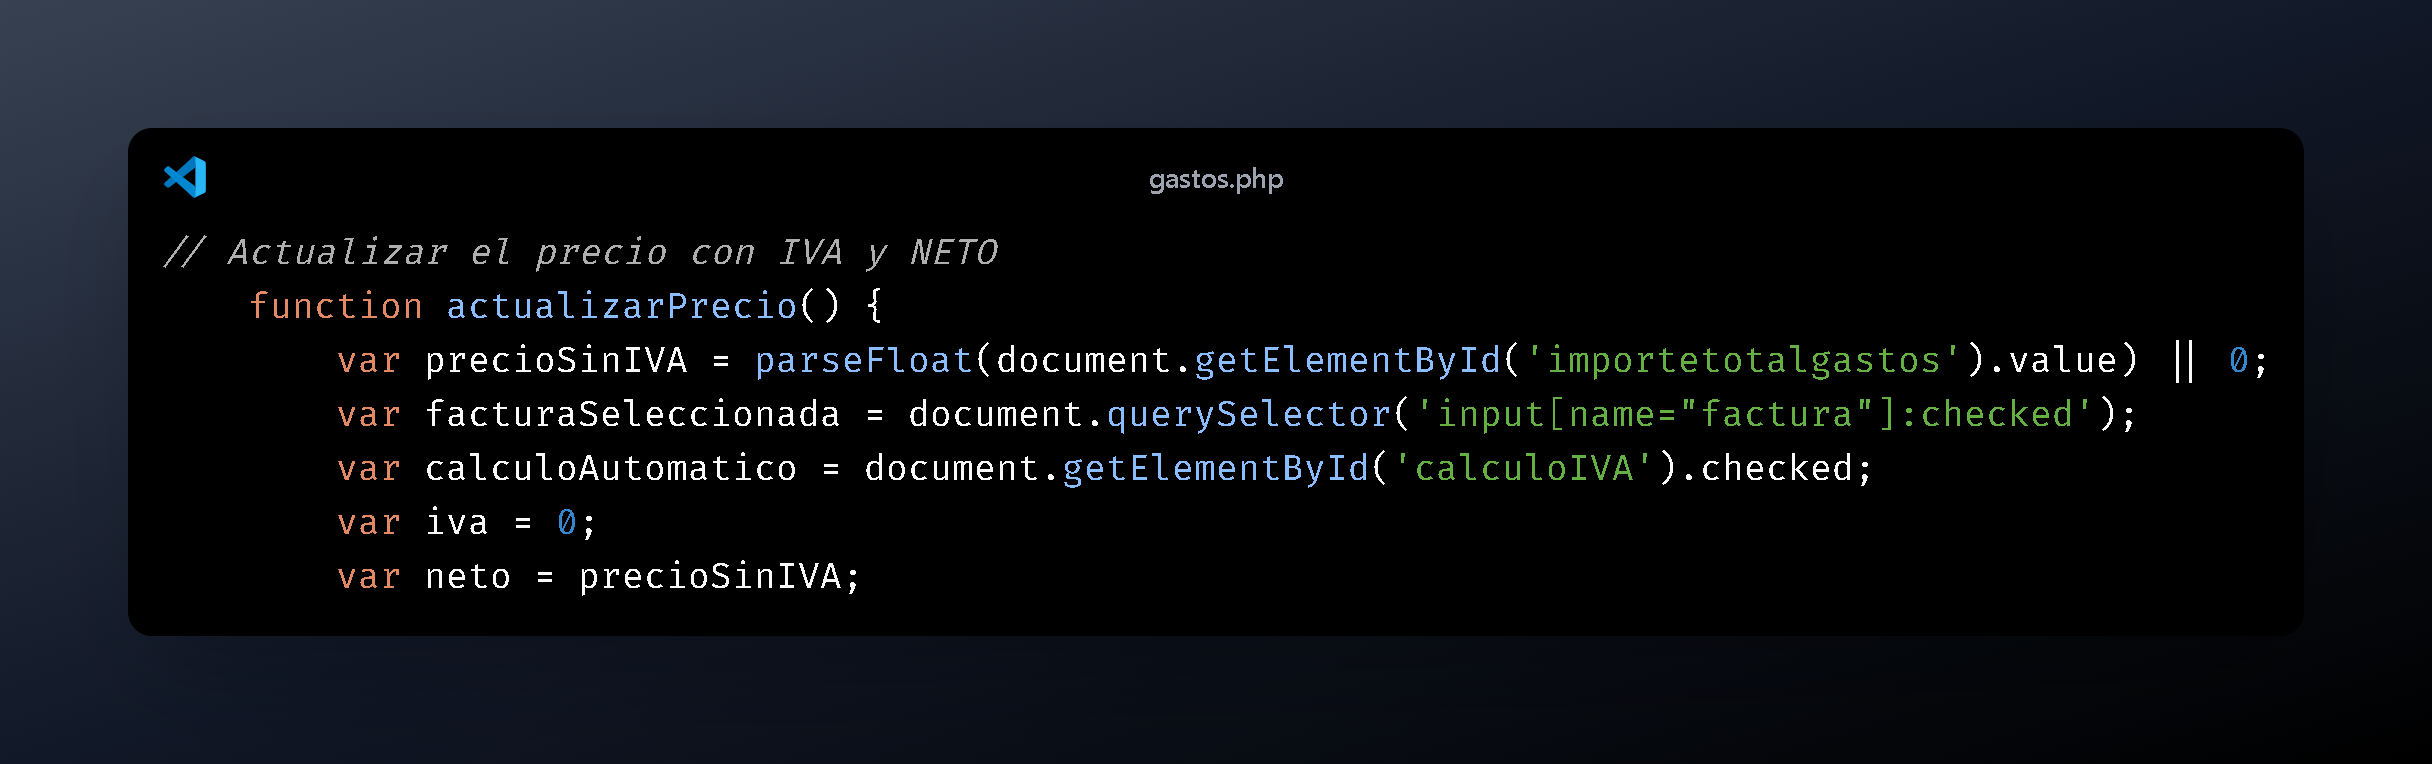 gastos.php
// Actualizar el precio con IVA y NETO
function actualizarPrecio() {
var precioSinIVA = parseFloat(document.getElementById('importetotalgastos').value) || 0;
var facturaSeleccionada = document.querySelector('input[name="factura"]:checked');
var calculoAutomatico = document.getElementById('calculoIVA').checked;
var iva = 0;
var neto = precioSinIVA;